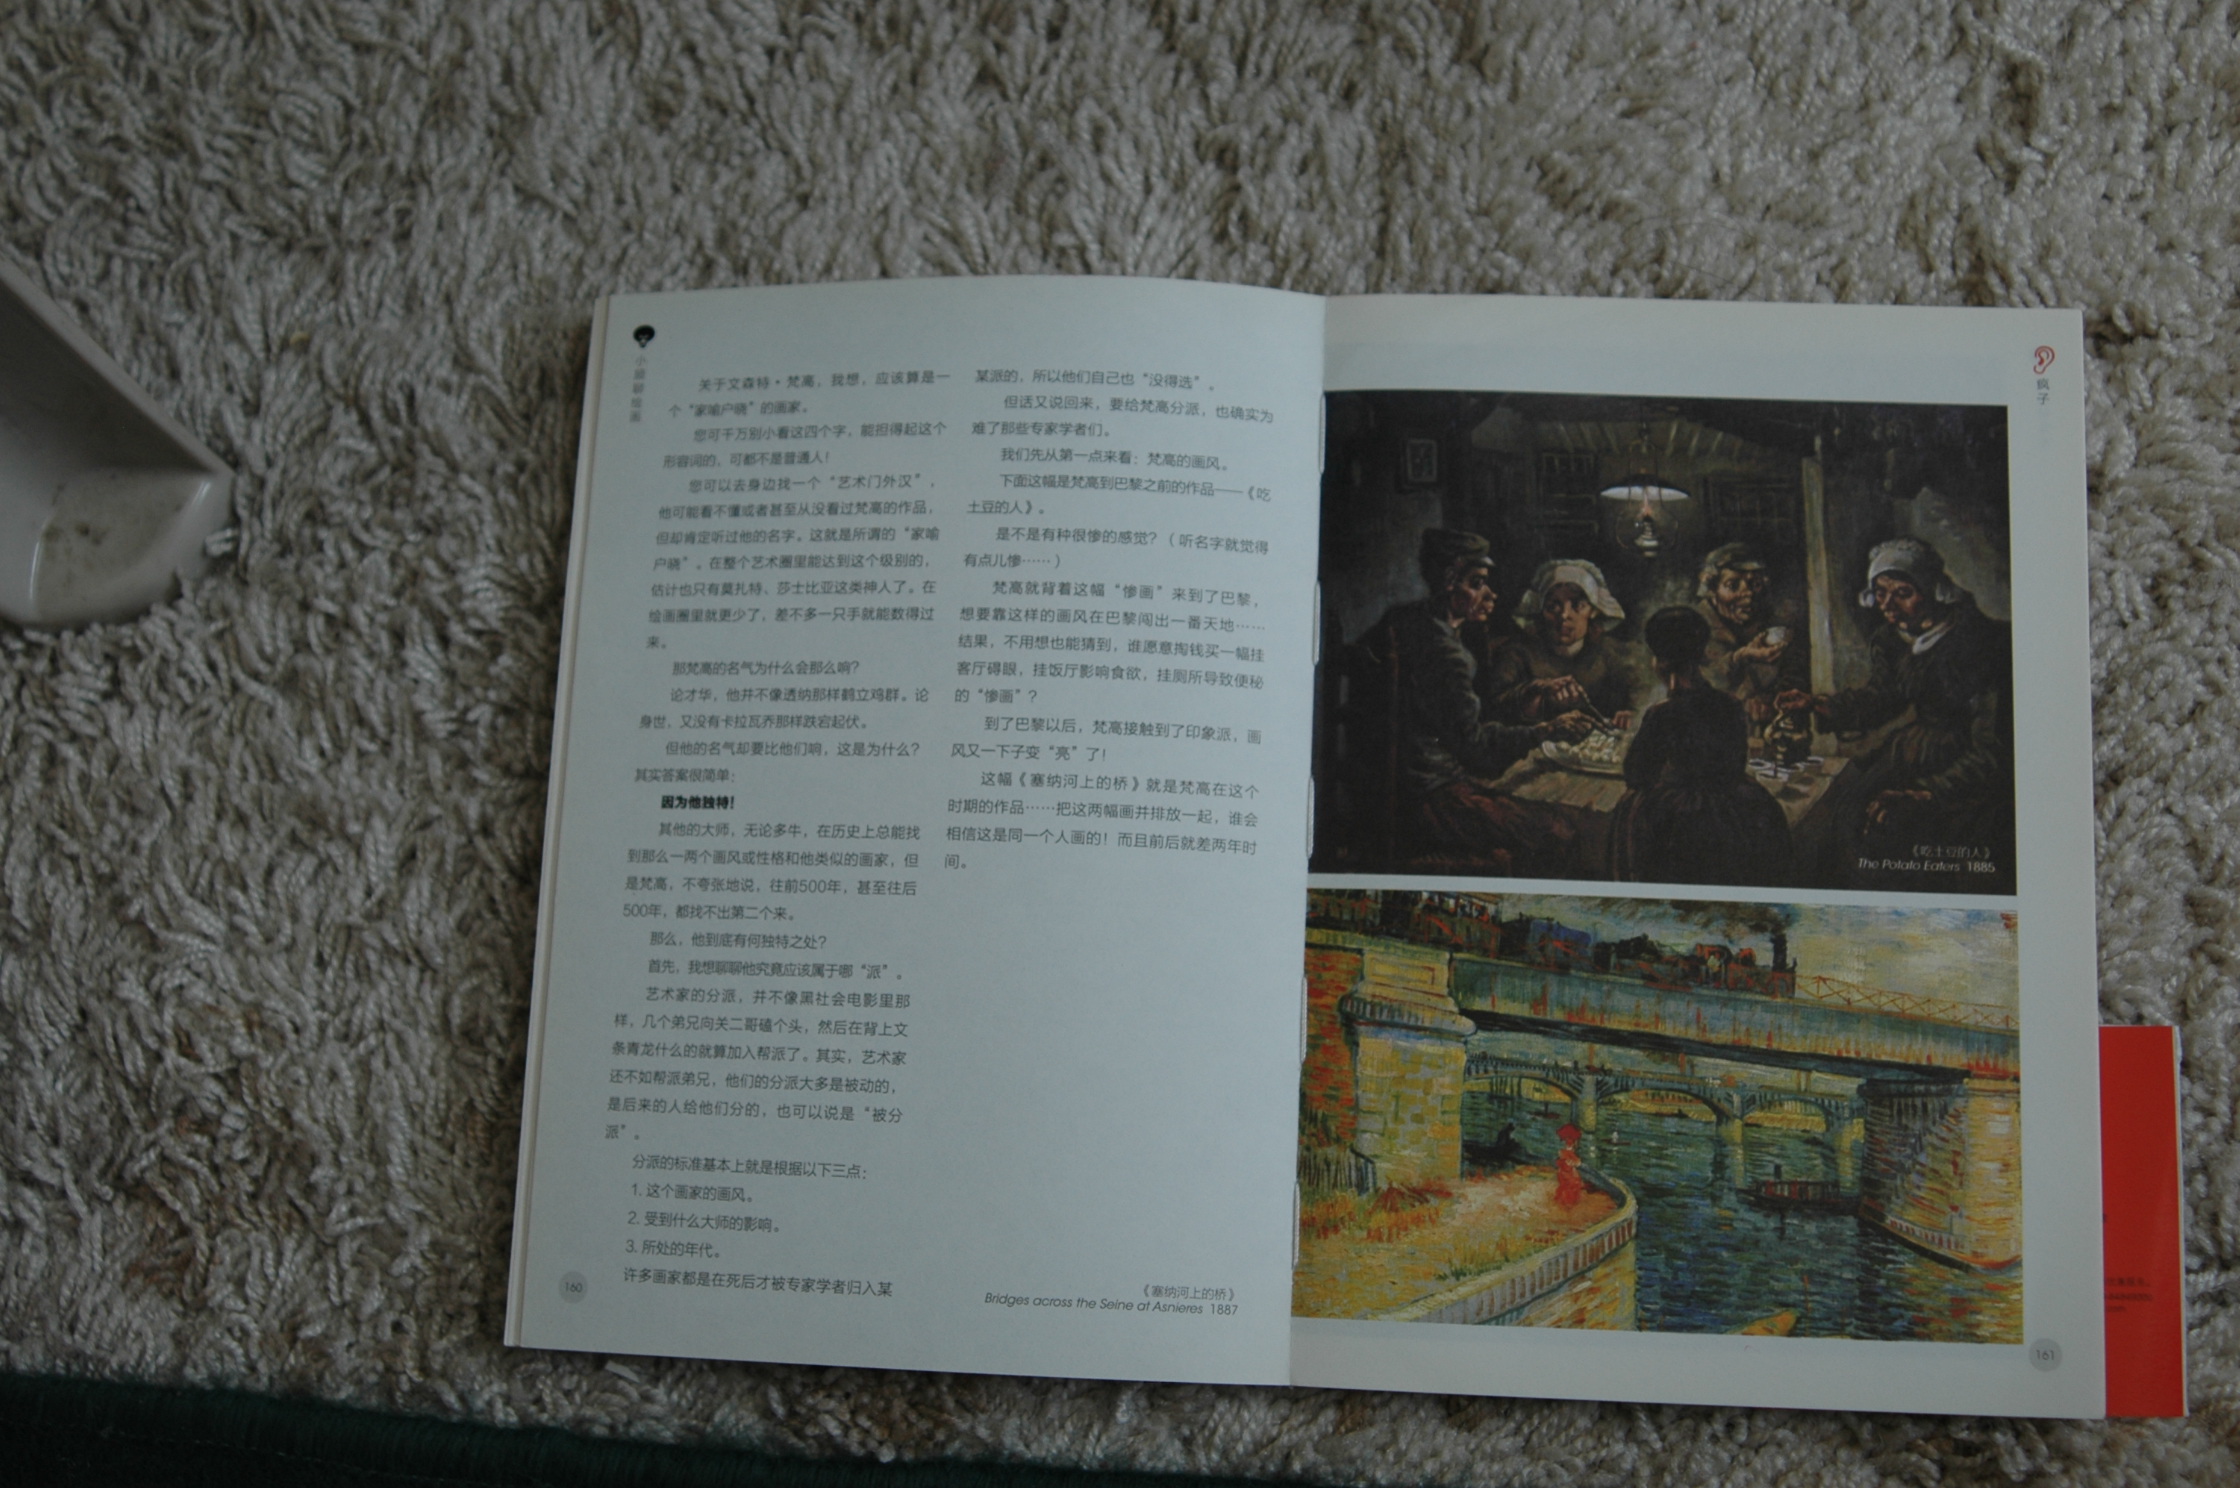 小顾聊绘画
关于文森特·梵高，我想，应该算是一
个“家喻户晓”的画家。
您可千万别小看这四个字，能担得起这个
形容词的，可都不是普通人！
您可以去身边找一个“艺术门外汉”，
他可能看不懂或者甚至从没看过梵高的作品，
但却肯定听过他的名字。这就是所谓的“家喻
户晓”。在整个艺术圈里能达到这个级别的，
估计也只有莫扎特、莎士比亚这类神人了。在
绘画圈里就更少了，差不多一只手就能数得过
来。
那梵高的名气为什么会那么响？
论才华，他并不像透纳那样鹤立鸡群。论
身世，又没有卡拉瓦乔那样跌宕起伏。
但他的名气却要比他们响，这是为什么？
其实答案很简单：
因为他独特！
其他的大师，无论多牛，在历史上总能找
到那么一两个画风或性格和他类似的画家，但
是梵高，不夸张地说，往前500年，甚至往后
500年，都找不出第二个来。
那么，他到底有何独特之处？
首先，我想聊聊他究竟应该属于哪“派”。
艺术家的分派，并不像黑社会电影里那
样，几个弟兄向关二哥磕个头，然后在背上文
条青龙什么的就算加入帮派了。其实，艺术家
还不如帮派弟兄，他们的分派大多是被动的，
是后来的人给他们分的，也可以说是“被分
派”。
分派的标准基本上就是根据以下三点：
1. 这个画家的画风。
2. 受到什么大师的影响。
3. 所处的年代。
许多画家都是在死后才被专家学者归入某
160
某派的，所以他们自己也“没得选”。
但话又说回来，要给梵高分派，也确实为
难了那些专家学者们。
我们先从第一点来看：梵高的画风。
下面这幅是梵高到巴黎之前的作品——《吃
土豆的人》。
是不是有种很惨的感觉？（听名字就觉得
有点儿惨……）
梵高就背着这幅“惨画”来到了巴黎，
想要靠这样的画风在巴黎闯出一番天地……
结果，不用想也能猜到，谁愿意掏钱买一幅挂
客厅碍眼，挂饭厅影响食欲，挂厕所导致便秘
的“惨画”？
到了巴黎以后，梵高接触到了印象派，画
风又一下子变“亮”了！
这幅《塞纳河上的桥》就是梵高在这个
时期的作品……把这两幅画并排放一起，谁会
相信这是同一个人画的！而且前后就差两年时
间。
《塞纳河上的桥》
Bridges across the Seine at Asnieres 1887
疯子
《吃土豆的人》
The Potato Eaters 1885
161